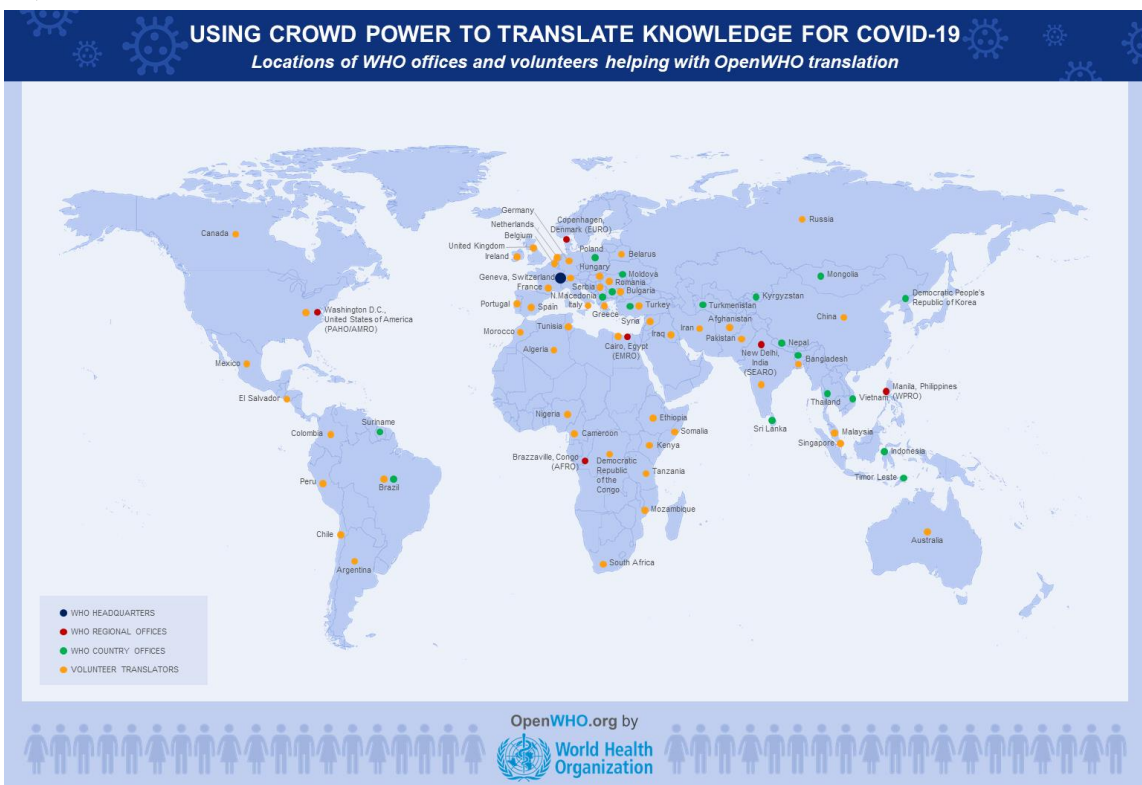 USING CROWD POWER TO TRANSLATE KNOWLEDGE FOR COVID-19
Locations of WHO offices and volunteers helping with OpenWHO translation
Germany
Netherlands
Belgium
United Kingdom
Ireland
Copenhagen,
Denmark (EURO)
Poland
Belarus
Russia
Canada
Hungary
Geneva, Switzerland
France
Moldova
Romania
Serbia
Bulgaria
N.Macedonia
Mongolia
Kyrgyzstan
Turkmenistan
Democratic People's
Republic of Korea
Washington D.C.,
United States of America
(PAHO/AMRO)
Portugal
Spain
Italy
Greece
Turkey
Syria
Iraq
Iran
Afghanistan
Pakistan
China
Morocco
Tunisia
Algeria
Cairo, Egypt
(EMRO)
New Delhi,
India
(SEARO)
Nepal
Bangladesh
Mexico
El Salvador
Manila, Philippines
(WPRO)
Thailand
Vietnam
Sri Lanka
Suriname
Colombia
Nigeria
Cameroon
Ethiopia
Somalia
Kenya
Malaysia
Singapore
Indonesia
Brazzaville, Congo
(AFRO)
Democratic
Republic
of the
Congo
Tanzania
Timor Leste
Peru
Brazil
Mozambique
Chile
Argentina
South Africa
Australia
WHO HEADQUARTERS
WHO REGIONAL OFFICES
WHO COUNTRY OFFICES
VOLUNTEER TRANSLATORS
OpenWHO.org by
World Health
Organization